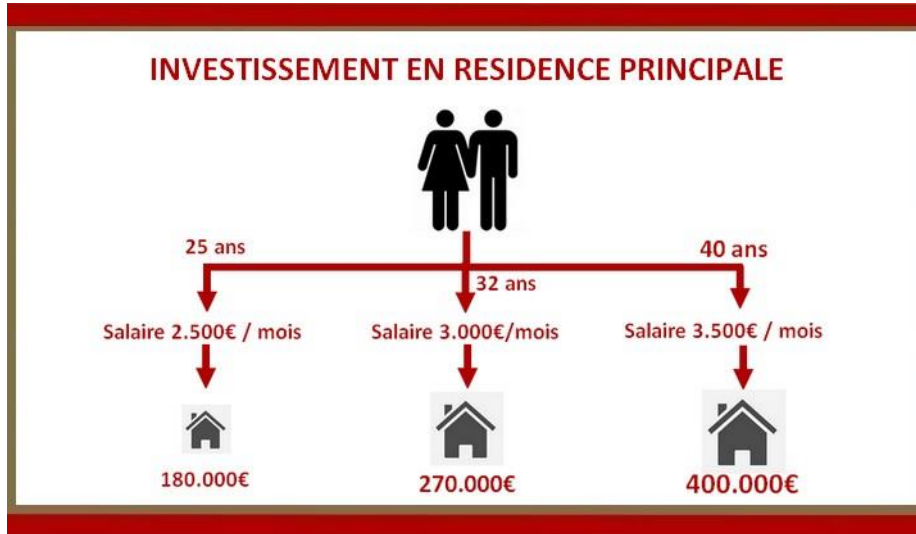 INVESTISSEMENT EN RESIDENCE PRINCIPALE
25 ans
40 ans
32 ans
Salaire 2.500€ / mois
Salaire 3.000€/mois
Salaire 3.500€ / mois
180.000€
270.000€
400.000€